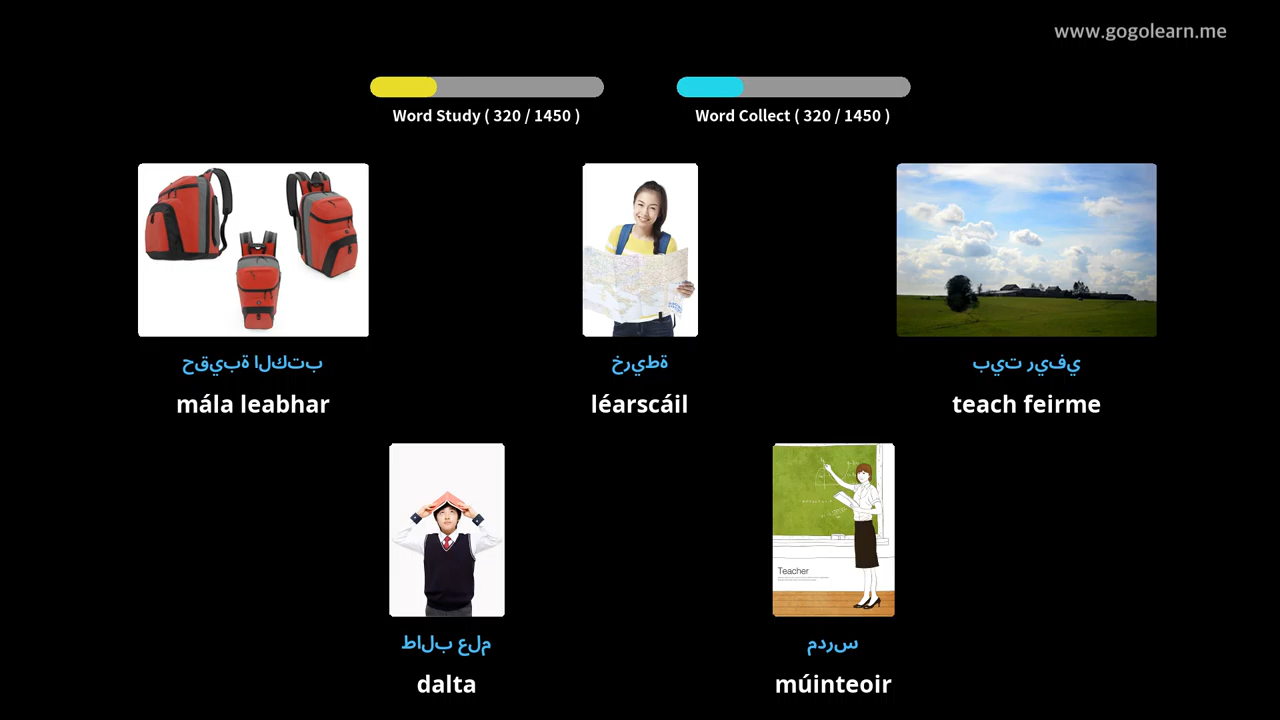 www.gogolearn.me
Word Study ( 320 / 1450 )
Word Collect ( 320 / 1450 )
حقيبة الكتب
mála leabhar
خريطة
léarscáil
بيت ريفي
teach feirme
طالب علم
dalta
Teacher
مدرس
múinteoir